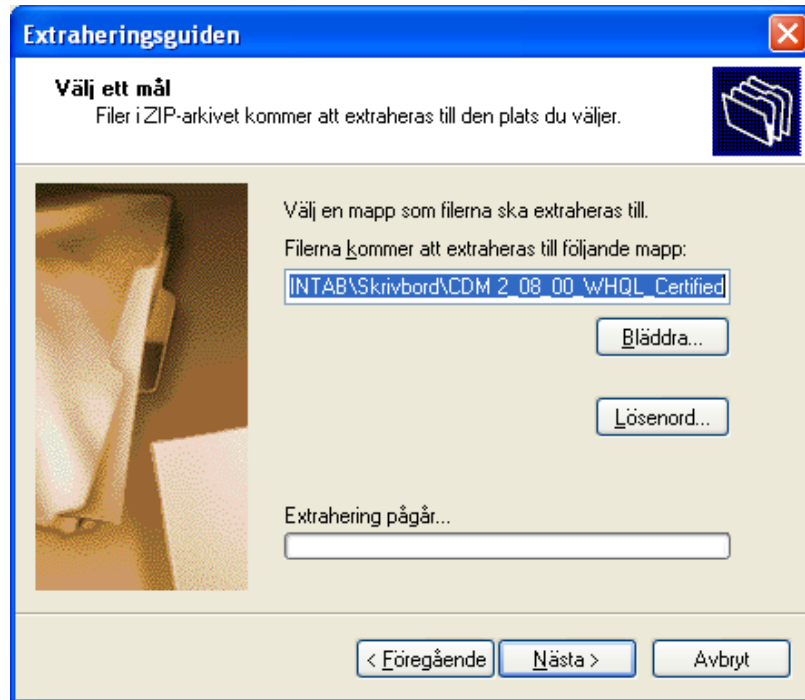 Extraheringsguiden
Välj ett mål
Filer i ZIP-arkivet kommer att extraheras till den plats du väljer.
Välj en mapp som filerna ska extraheras till.
Filerna kommer att extraheras till följande mapp:
INTAB\Skrivbord\CDM 2_08_00_WHQL_Certified
Bläddra...
Lösenord...
Extrahering pågår...
< Föregående Nästa > Avbryt